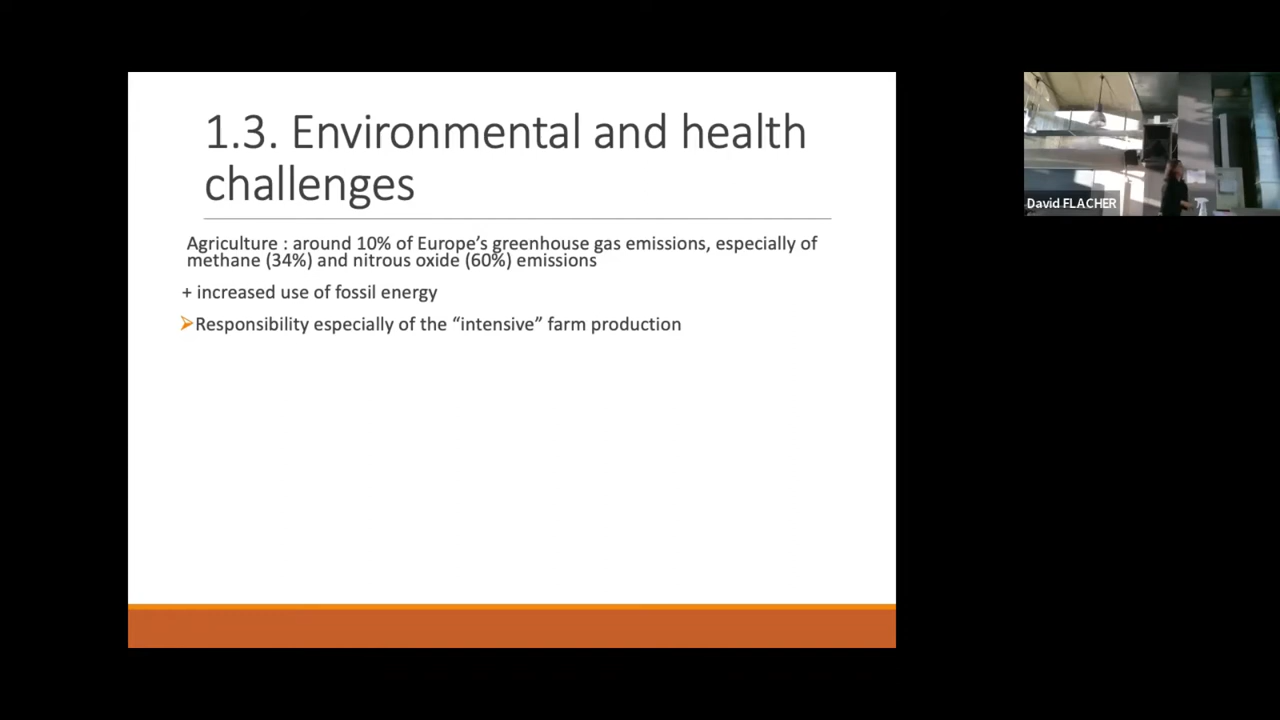 1.3. Environmental and health
challenges
Agriculture : around 10% of Europe’s greenhouse gas emissions, especially of
methane (34%) and nitrous oxide (60%) emissions
+ increased use of fossil energy
Responsibility especially of the “intensive” farm production
David FLACHER